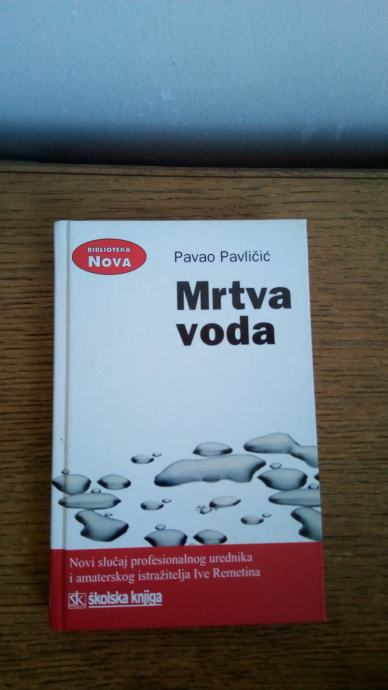 BIBLIOTEKA
NOVA
Pavao Pavličić
Mrtva
voda
Novi slučaj profesionalnog urednika
i amaterskog istražitelja Ive Remetina
ŠK školska knjiga